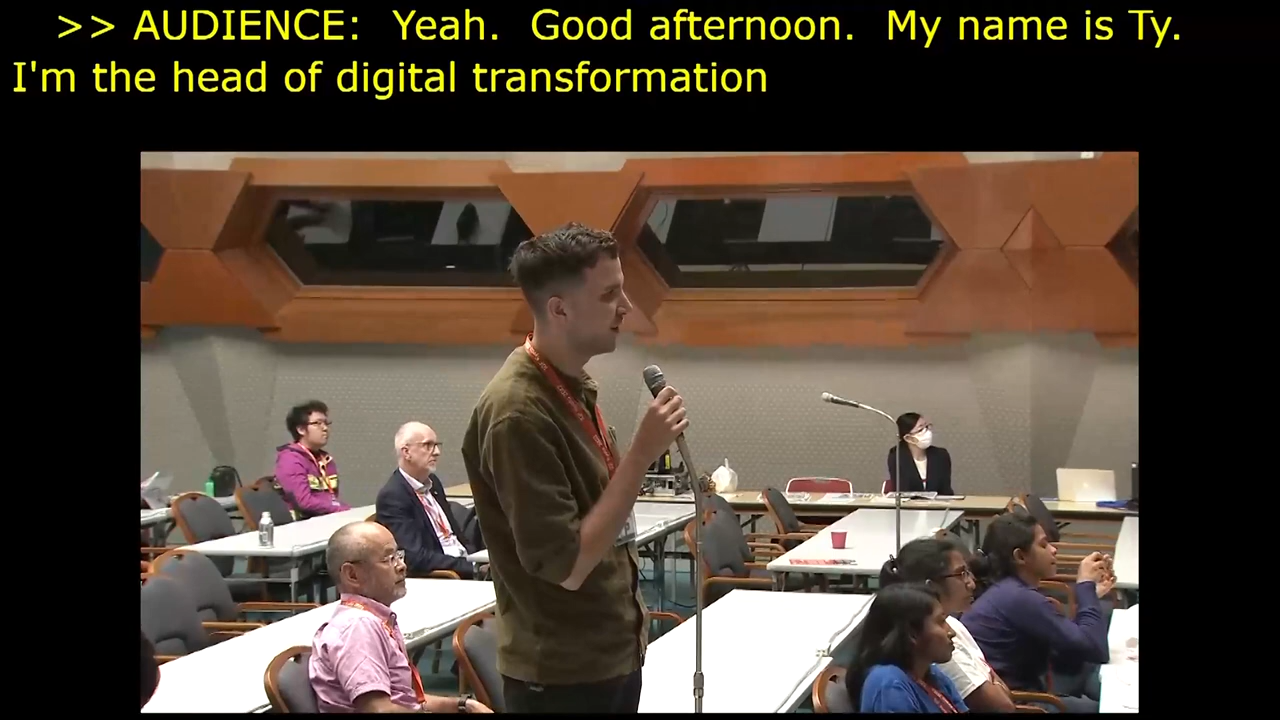 >> AUDIENCE:  Yeah.  Good afternoon.  My name is Ty.
I'm the head of digital transformation